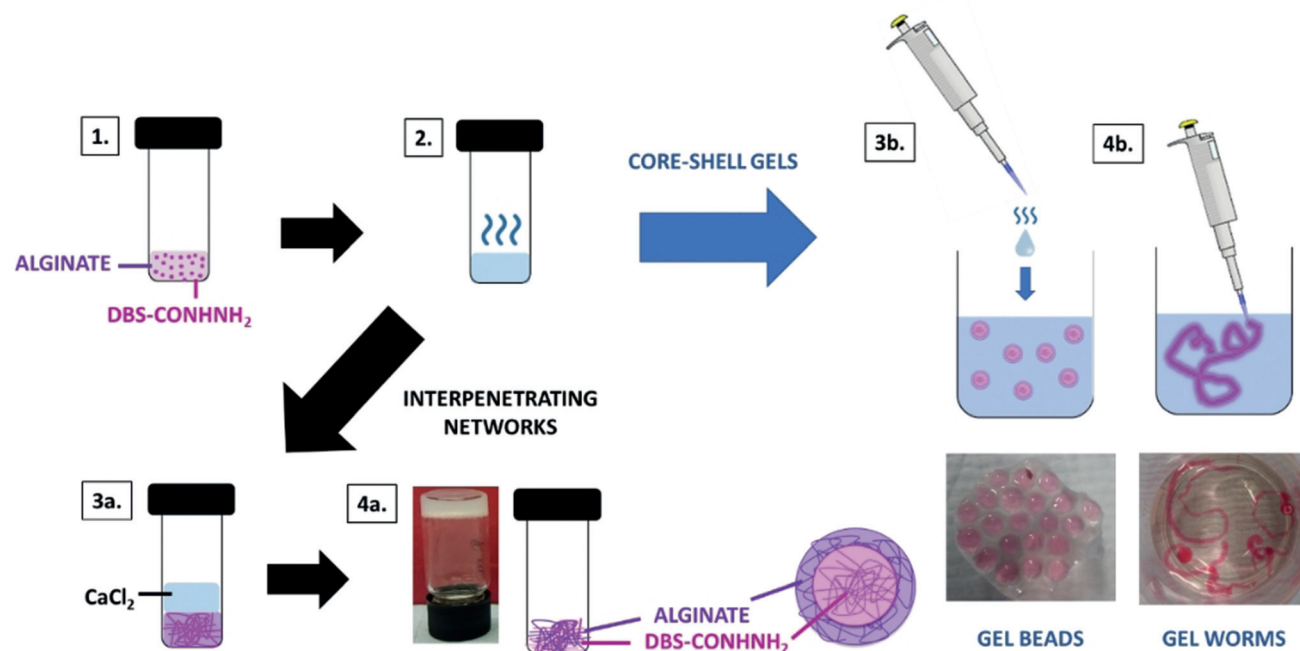 1.
ALGINATE
DBS-CONHNH₂
2.
CORE-SHELL GELS
3b.
4b.
INTERPENETRATING
NETWORKS
3a.
CaCl₂
4a.
ALGINATE
DBS-CONHNH₂
GEL BEADS
GEL WORMS